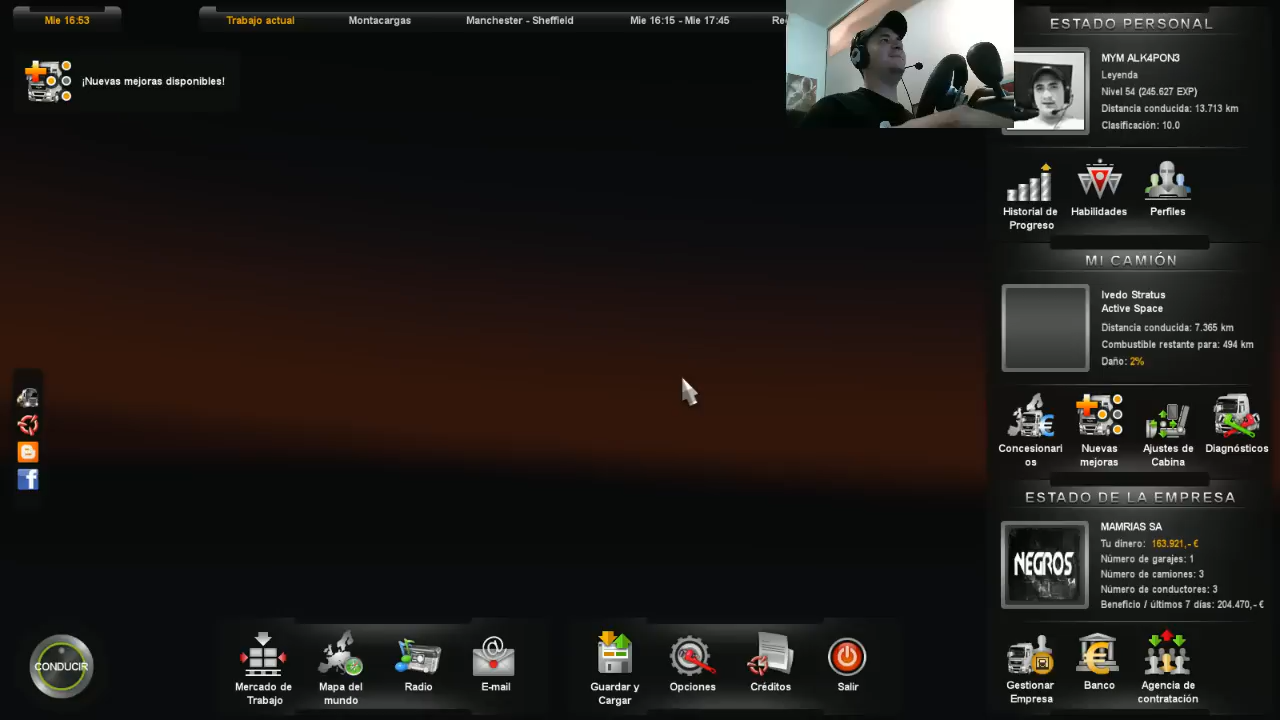 Mie 16:53
Trabajo actual
Montacargas
Manchester - Sheffield
Mie 16:15 - Mie 17:45
¡Nuevas mejoras disponibles!
ESTADO PERSONAL
MYM ALK4PON3
Leyenda
Nivel 54 (245.627 EXP)
Distancia conducida: 13.713 km
Clasificación: 10.0
Historial de
Progreso
Habilidades
Perfiles
MI CAMIÓN
Ivedo Stratus
Active Space
Distancia conducida: 7.365 km
Combustible restante para: 494 km
Daño: 2%
Concesionari
os
Nuevas
mejoras
Ajustes de
Cabina
Diagnósticos
ESTADO DE LA EMPRESA
NEGROS
MAMRIAS SA
Tu dinero: 163.921,- €
Número de garajes: 1
Número de camiones: 3
Número de conductores: 3
Beneficio / últimos 7 días: 204.470,- €
Gestionar
Empresa
Banco
Agencia de
contratación
CONDUCIR
Mercado de
Trabajo
Mapa del
mundo
Radio
E-mail
Guardar y
Cargar
Opciones
Créditos
Salir